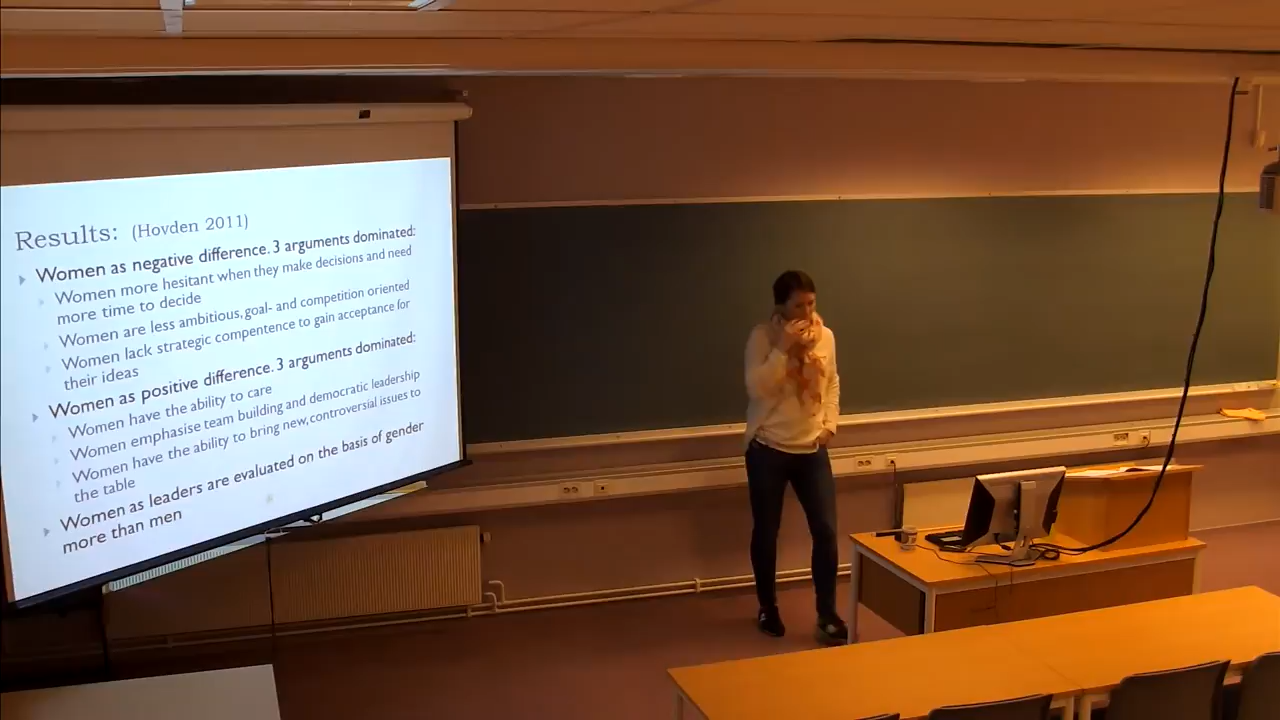 Results: (Hovden 2011)
Women as negative difference. 3 arguments dominated:
Women more hesitant when they make decisions and need
more time to decide
Women are less ambitious, goal- and competition oriented
Women lack strategic compentence to gain acceptance for
their ideas
Women as positive difference. 3 arguments dominated:
Women have the ability to care
Women emphasise team building and democratic leadership
Women have the ability to bring new, controversial issues to
the table
Women as leaders are evaluated on the basis of gender
more than men